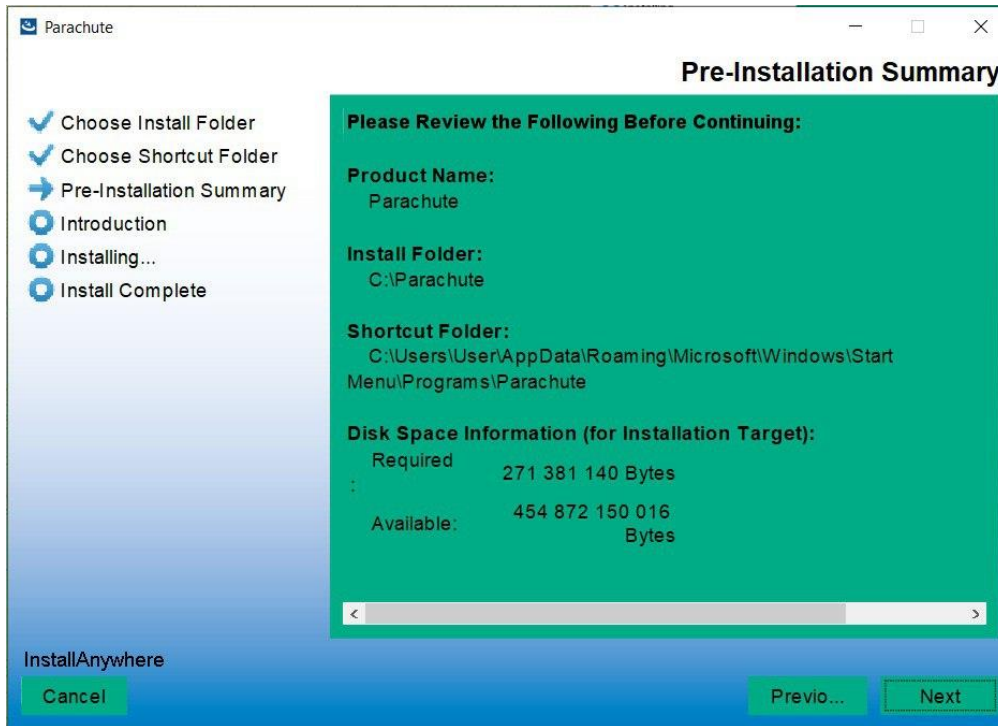 Parachute
Pre-Installation Summary
Choose Install Folder
Choose Shortcut Folder
Pre-Installation Summary
Introduction
Installing...
Install Complete
Please Review the Following Before Continuing:
Product Name:
Parachute
Install Folder:
C:\Parachute
Shortcut Folder:
C:\Users\User\AppData\Roaming\Microsoft\Windows\Start
Menu\Programs\Parachute
Disk Space Information (for Installation Target):
Required
: 271 381 140 Bytes
Available: 454 872 150 016
Bytes
InstallAnywhere
Cancel
Previo...
Next